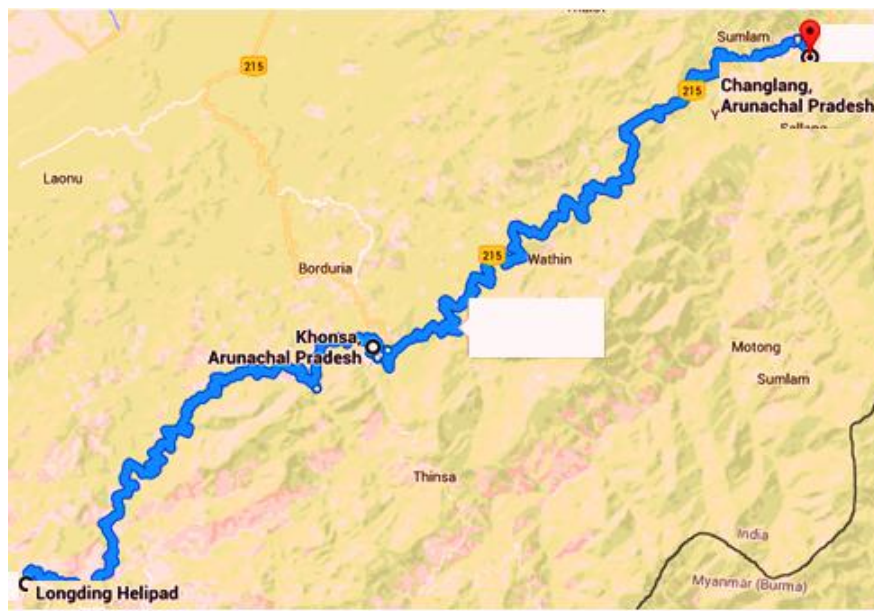 Sumlam
215
215
Changlang,
Arunachal Pradesh
Laonu
215
Wathin
Borduria
Khonsa,
Arunachal Pradesh
Motong
Sumlam
Thinsa
India
Myanmar (Burma)
Longding Helipad